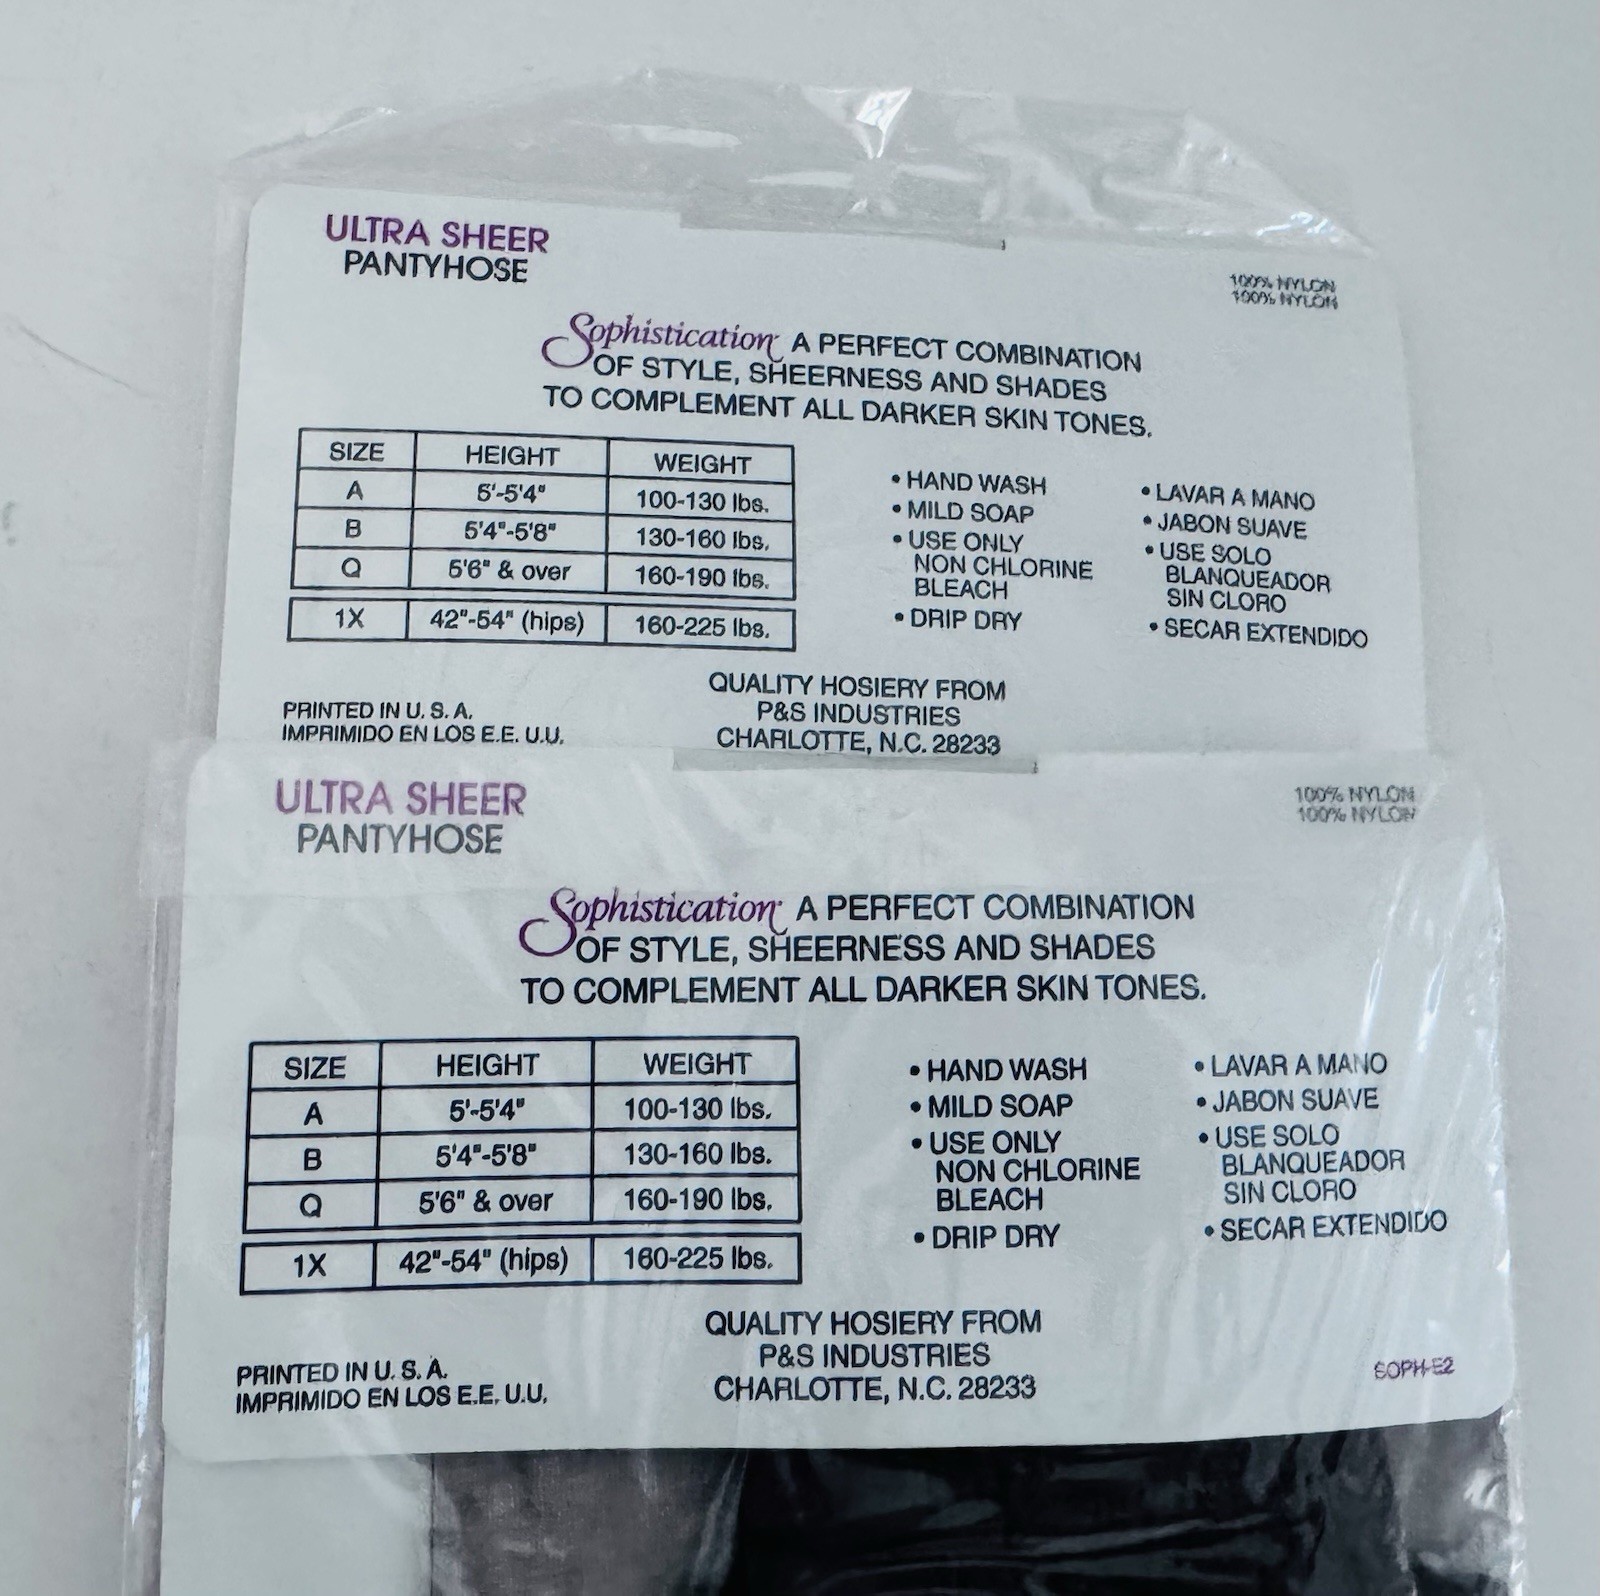 ULTRA SHEER
PANTYHOSE
100% NYLON
100% NYLON
Sophistication A PERFECT COMBINATION
OF STYLE, SHEERNESS AND SHADES
TO COMPLEMENT ALL DARKER SKIN TONES.
SIZE HEIGHT WEIGHT
A 5'-5'4" 100-130 lbs.
B 5'4"-5'8" 130-160 lbs.
Q 5'6" & over 160-190 lbs.
1X 42"-54" (hips) 160-225 lbs.
• HAND WASH
• MILD SOAP
• USE ONLY
NON CHLORINE
BLEACH
• DRIP DRY
• LAVAR A MANO
• JABON SUAVE
• USE SOLO
BLANQUEADOR
SIN CLORO
• SECAR EXTENDIDO
QUALITY HOSIERY FROM
P&S INDUSTRIES
CHARLOTTE, N.C. 28233
PRINTED IN U. S. A.
IMPRIMIDO EN LOS E.E. U.U.
ULTRA SHEER
PANTYHOSE
100% NYLON
100% NYLON
Sophistication A PERFECT COMBINATION
OF STYLE, SHEERNESS AND SHADES
TO COMPLEMENT ALL DARKER SKIN TONES.
SIZE HEIGHT WEIGHT
A 5'-5'4" 100-130 lbs.
B 5'4"-5'8" 130-160 lbs.
Q 5'6" & over 160-190 lbs.
1X 42"-54" (hips) 160-225 lbs.
• HAND WASH
• MILD SOAP
• USE ONLY
NON CHLORINE
BLEACH
• DRIP DRY
• LAVAR A MANO
• JABON SUAVE
• USE SOLO
BLANQUEADOR
SIN CLORO
• SECAR EXTENDIDO
QUALITY HOSIERY FROM
P&S INDUSTRIES
CHARLOTTE, N.C. 28233
PRINTED IN U. S. A.
IMPRIMIDO EN LOS E.E. U.U.
SOPH-E2